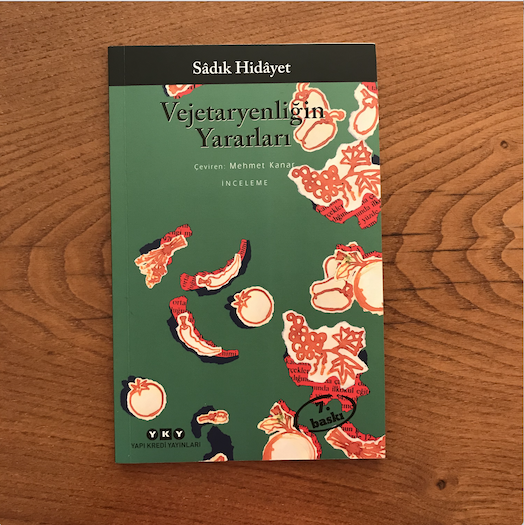 Sâdık Hidâyet
Vejetaryenliğin
Yararları
Çeviren: Mehmet Kanar
İNCELEME
7.
baskı
YKY
YAPI KREDİ YAYINLARI